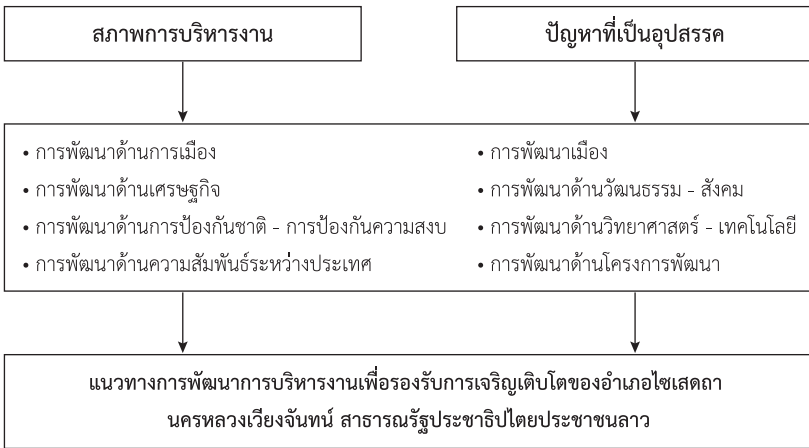 สภาพการบริหารงาน
ปัญหาที่เป็นอุปสรรค
• การพัฒนาด้านการเมือง
• การพัฒนาด้านเศรษฐกิจ
• การพัฒนาด้านการป้องกันชาติ - การป้องกันความสงบ
• การพัฒนาด้านความสัมพันธ์ระหว่างประเทศ
• การพัฒนาเมือง
• การพัฒนาด้านวัฒนธรรม - สังคม
• การพัฒนาด้านวิทยาศาสตร์ - เทคโนโลยี
• การพัฒนาด้านโครงการพัฒนา
แนวทางการพัฒนาการบริหารงานเพื่อรองรับการเจริญเติบโตของอำเภอไซเสดถา
นครหลวงเวียงจันทน์ สาธารณรัฐประชาธิปไตยประชาชนลาว